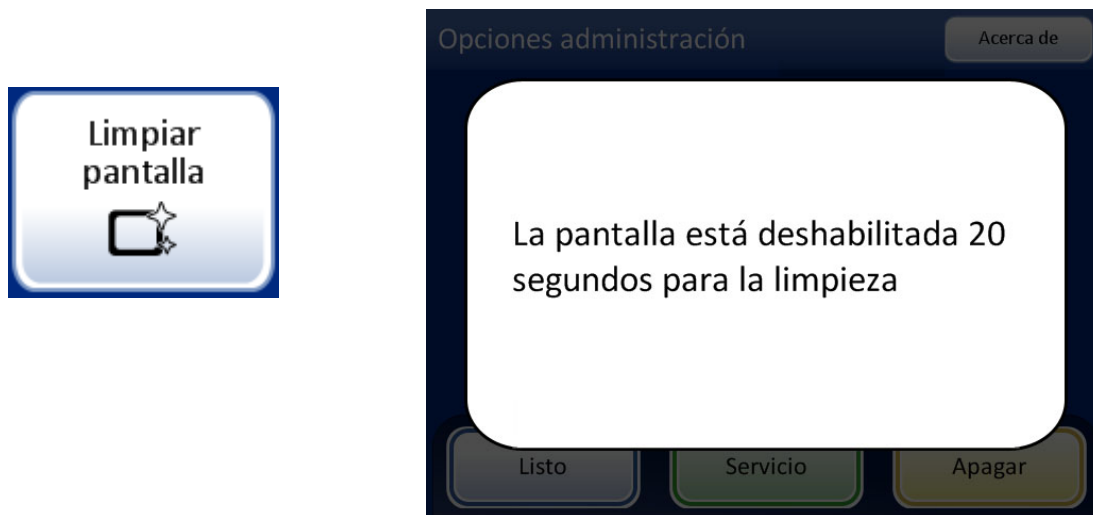 Limpiar
pantalla
Opciones administración
Acerca de
La pantalla está deshabilitada 20
segundos para la limpieza
Listo
Servicio
Apagar